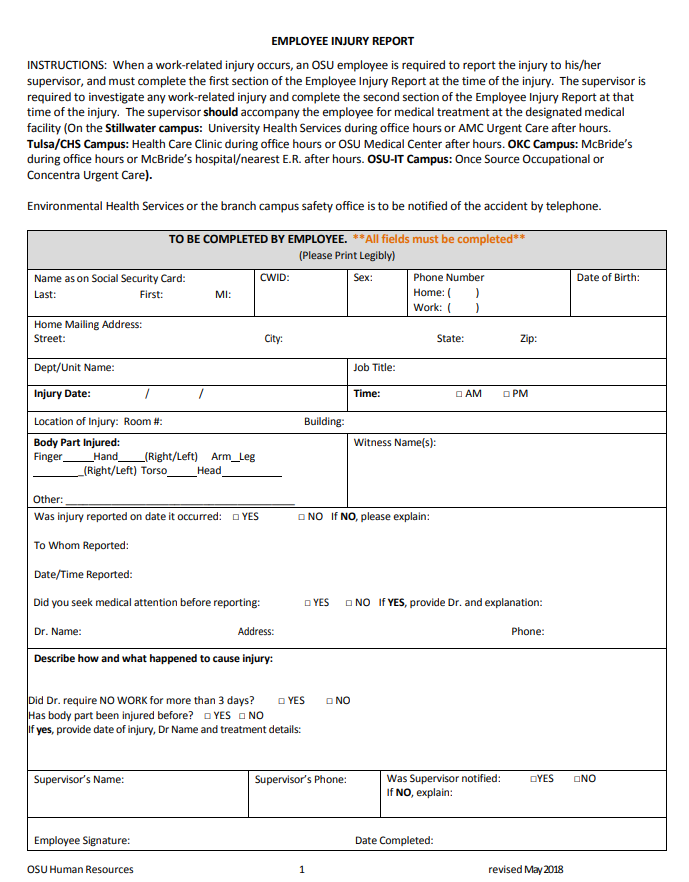 EMPLOYEE INJURY REPORT
INSTRUCTIONS:  When a work-related injury occurs, an OSU employee is required to report the injury to his/her
supervisor, and must complete the first section of the Employee Injury Report at the time of the injury.  The supervisor is
required to investigate any work-related injury and complete the second section of the Employee Injury Report at that
time of the injury.  The supervisor should accompany the employee for medical treatment at the designated medical
facility (On the Stillwater campus:  University Health Services during office hours or AMC Urgent Care after hours.
Tulsa/CHS Campus: Health Care Clinic during office hours or OSU Medical Center after hours. OKC Campus: McBride's
during office hours or McBride's hospital/nearest E.R. after hours. OSU-IT Campus: Once Source Occupational or
Concentra Urgent Care).
Environmental Health Services or the branch campus safety office is to be notified of the accident by telephone.
TO BE COMPLETED BY EMPLOYEE.  **All fields must be completed**
(Please Print Legibly)
Name as on Social Security Card: CWID: Sex: Phone Number Date of Birth:
Last: First: MI: Home: (        )
Work: (        )
Home Mailing Address:
Street: City: State: Zip:
Dept/Unit Name: Job Title:
Injury Date:          /          / Time: □ AM □ PM
Location of Injury:  Room #: Building:
Body Part Injured: Witness Name(s):
Finger_____Hand_____(Right/Left) Arm_Leg
_________(Right/Left) Torso_____Head__________
Other: ________________________________________
Was injury reported on date it occurred: □ YES □ NO  If NO, please explain:
To Whom Reported:
Date/Time Reported:
Did you seek medical attention before reporting: □ YES □ NO  If YES, provide Dr. and explanation:
Dr. Name: Address: Phone:
Describe how and what happened to cause injury:
Did Dr. require NO WORK for more than 3 days? □ YES □ NO
Has body part been injured before? □ YES □ NO
If yes, provide date of injury, Dr Name and treatment details:
Supervisor's Name: Supervisor's Phone: Was Supervisor notified: □YES □NO
If NO, explain:
Employee Signature: Date Completed:
OSU Human Resources 1 revised May 2018